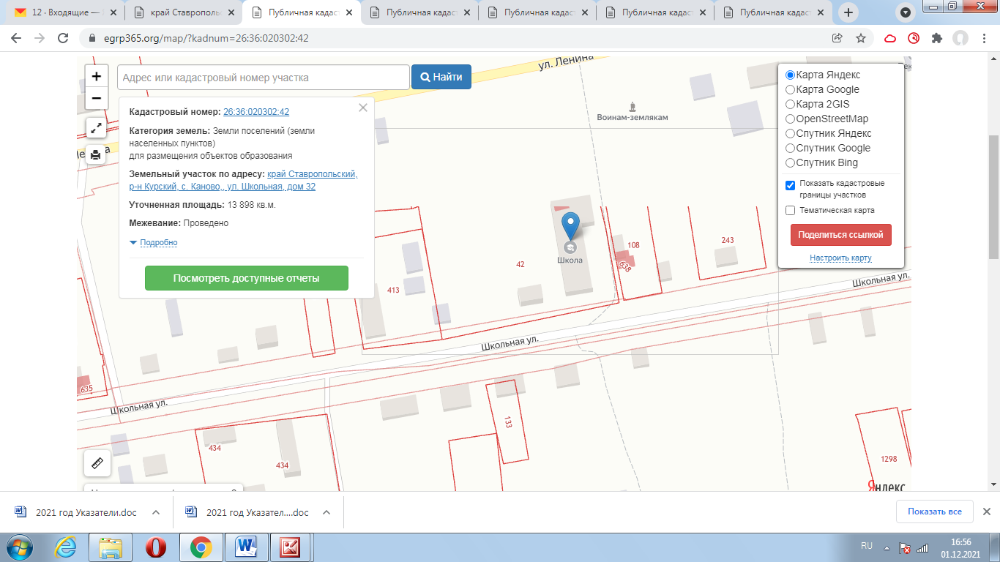 12 · Входящие —
край Ставрополь
Публичная кадаст
Публичная кадаст
Публичная кадаст
Публичная кадаст
Публичная кадаст
egrp365.org/map/?kadnum=26:36:020302:42
+
−
Адрес или кадастровый номер участка
Найти
ул. Ленина
Воинам-землякам
Карта Яндекс
Карта Google
Карта 2GIS
OpenStreetMap
Спутник Яндекс
Спутник Google
Спутник Bing
Показать кадастровые
границы участков
Тематическая карта
Поделиться ссылкой
Настроить карту
Кадастровый номер: 26:36:020302:42
Категория земель: Земли поселений (земли
населенных пунктов)
для размещения объектов образования
Земельный участок по адресу: край Ставропольский,
р-н Курский, с. Каново,, ул. Школьная, дом 32
Уточненная площадь: 13 898 кв.м.
Межевание: Проведено
Подробно
Посмотреть доступные отчеты
Школа
42
108
638
243
413
Школьная ул.
Школьная ул.
635
Школьная ул.
133
434
434
1298
Яндекс
2021 год Указатели.doc
2021 год Указател....doc
Показать все
RU
16:56
01.12.2021